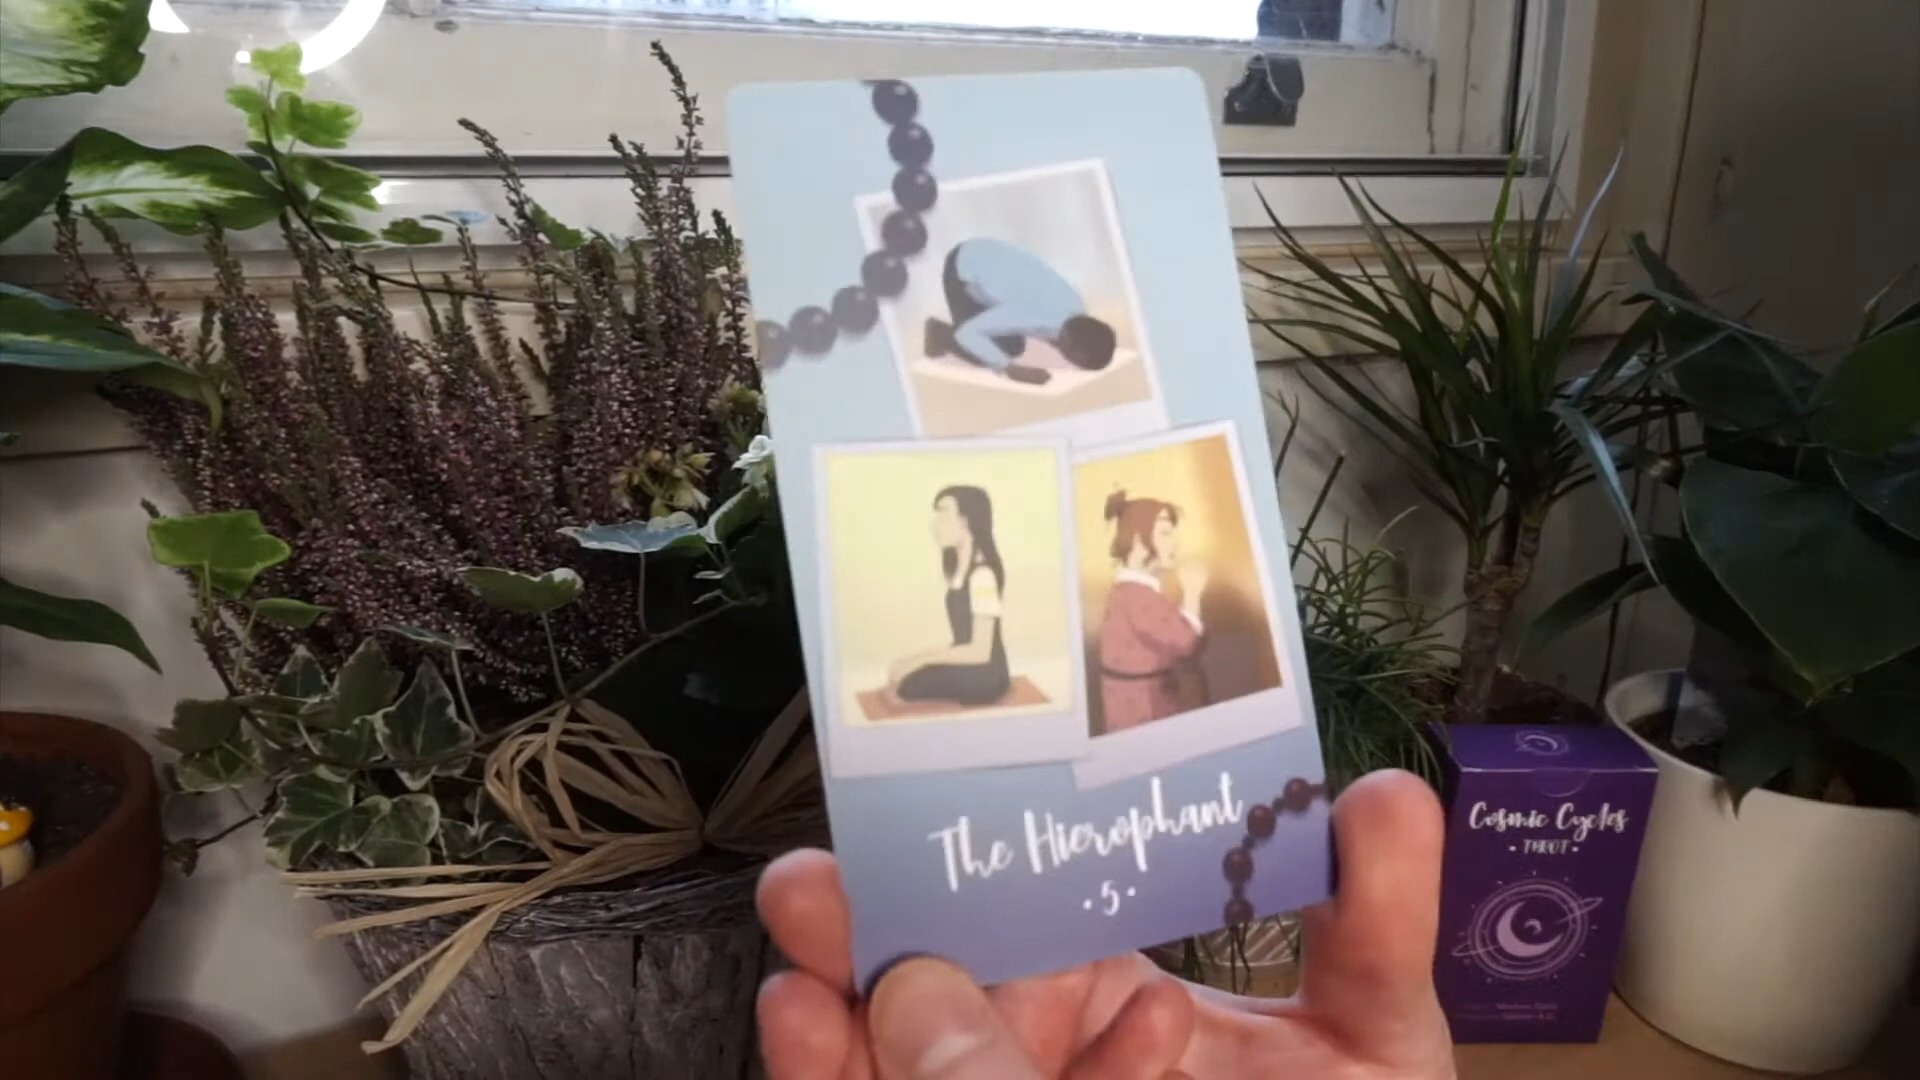 The Hierophant
• 5 •
Cosmic Cycles
• TAROT •